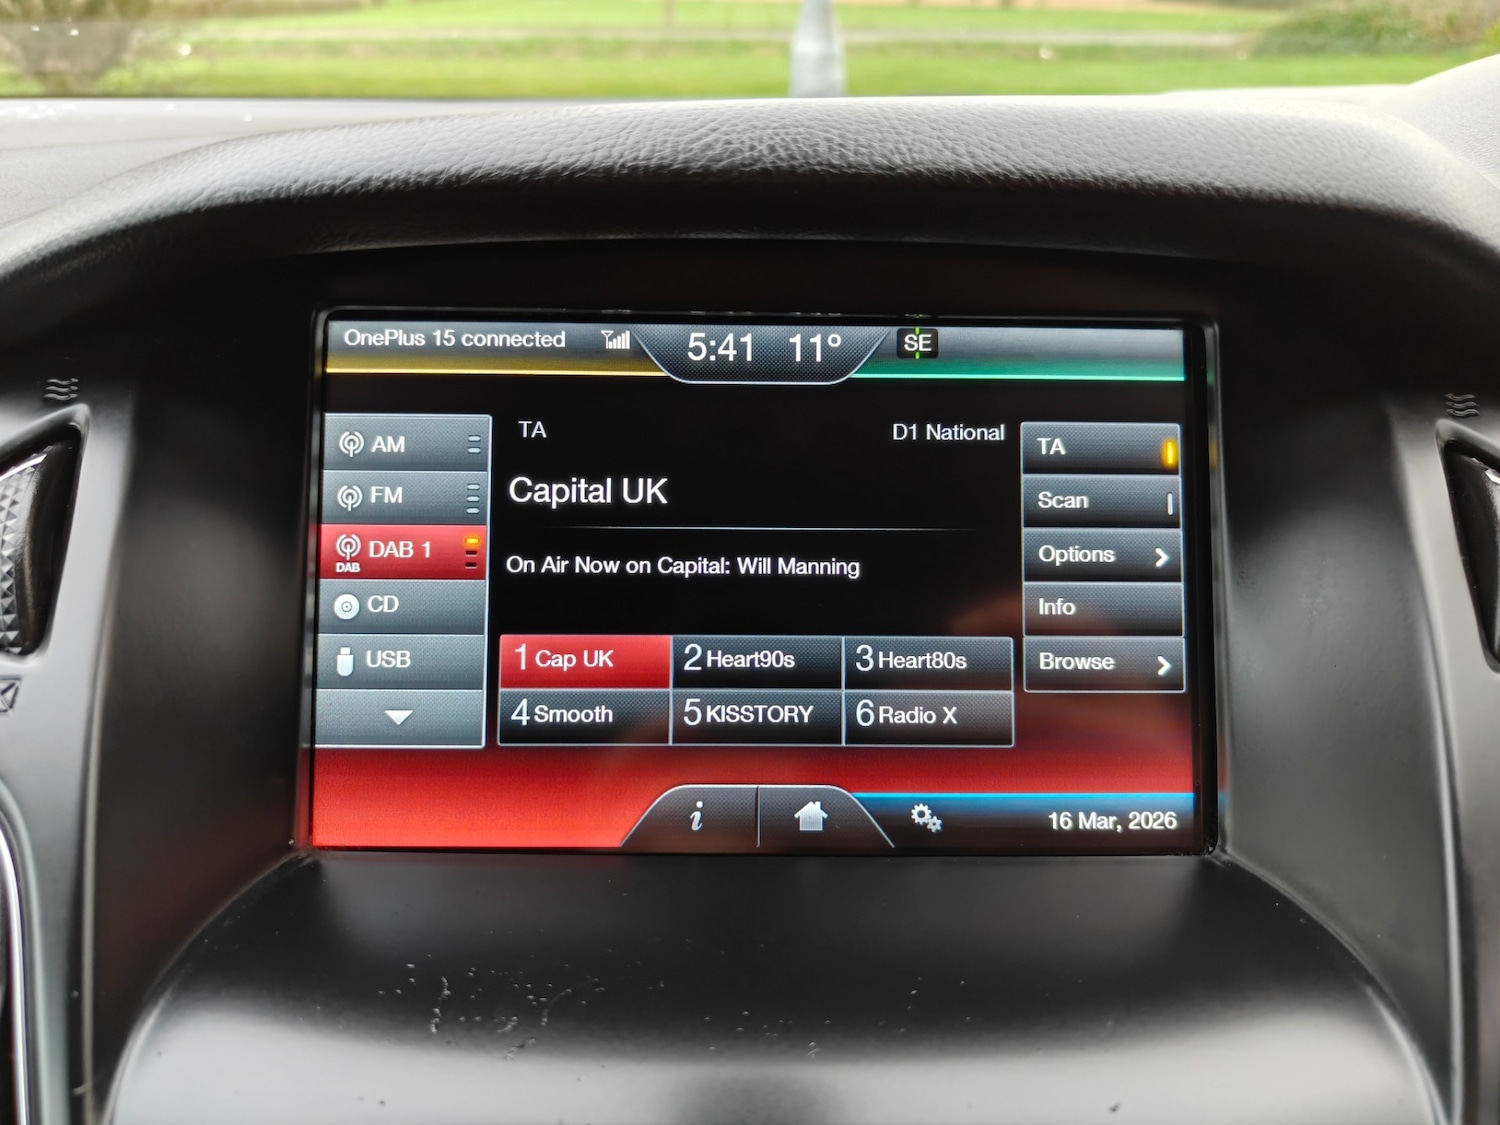 OnePlus 15 connected
5:41 11°
SE
AM
FM
DAB 1
DAB
CD
USB
TA
D1 National
Capital UK
On Air Now on Capital: Will Manning
1 Cap UK
2 Heart90s
3 Heart80s
4 Smooth
5 KISSTORY
6 Radio X
TA
Scan
Options
Info
Browse
i
16 Mar, 2026